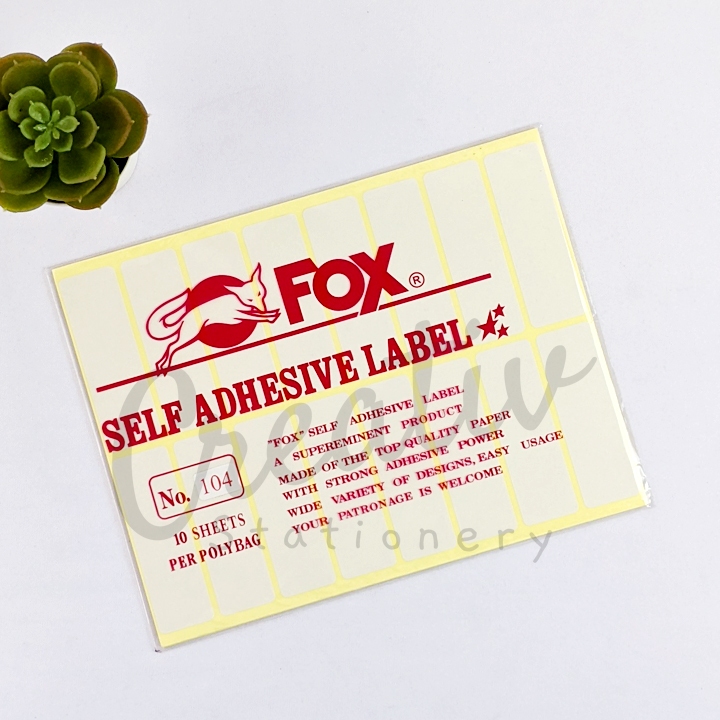 FOX®
SELF ADHESIVE LABEL
"FOX" SELF ADHESIVE LABEL
A SUPEREMINENT PRODUCT
MADE OF THE TOP QUALITY PAPER
WITH STRONG ADHESIVE POWER
WIDE VARIETY OF DESIGNS, EASY USAGE
YOUR PATRONAGE IS WELCOME
No. 104
10 SHEETS
PER POLYBAG
Creativ
Stationery